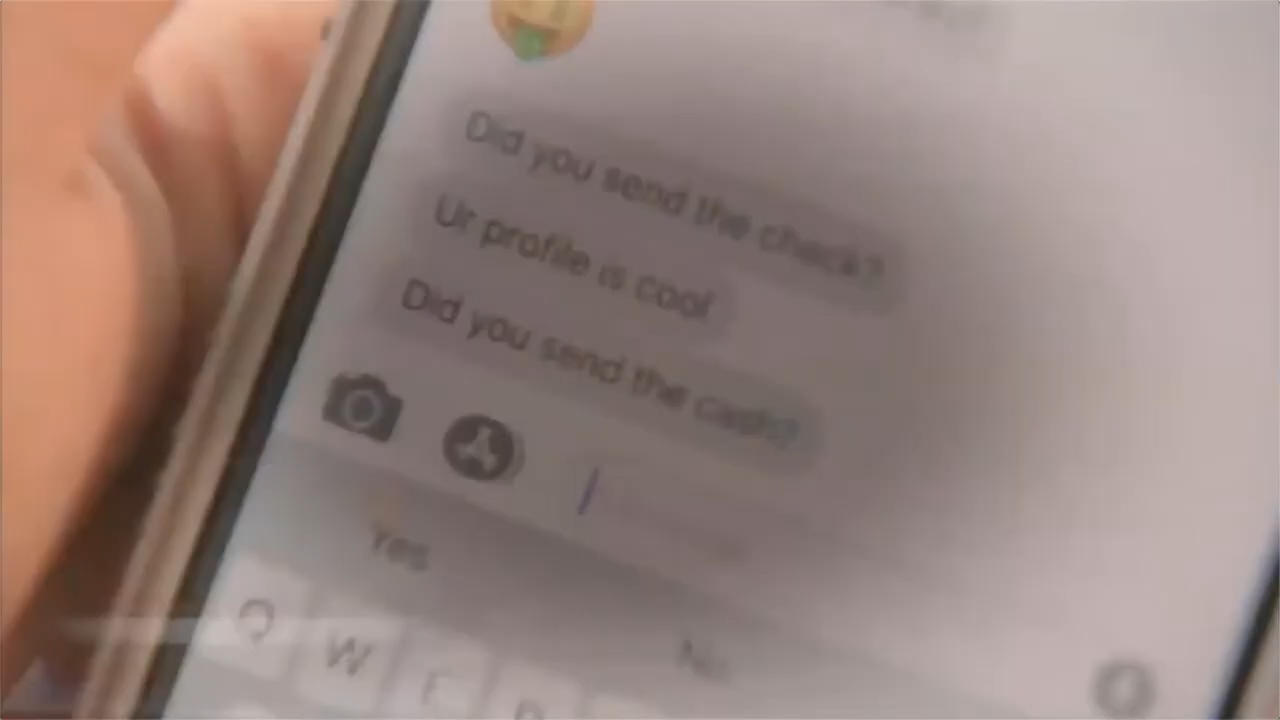 Did you send the check?
Ur profile is cool
Did you send the cash?
Yes
No
Q W E R